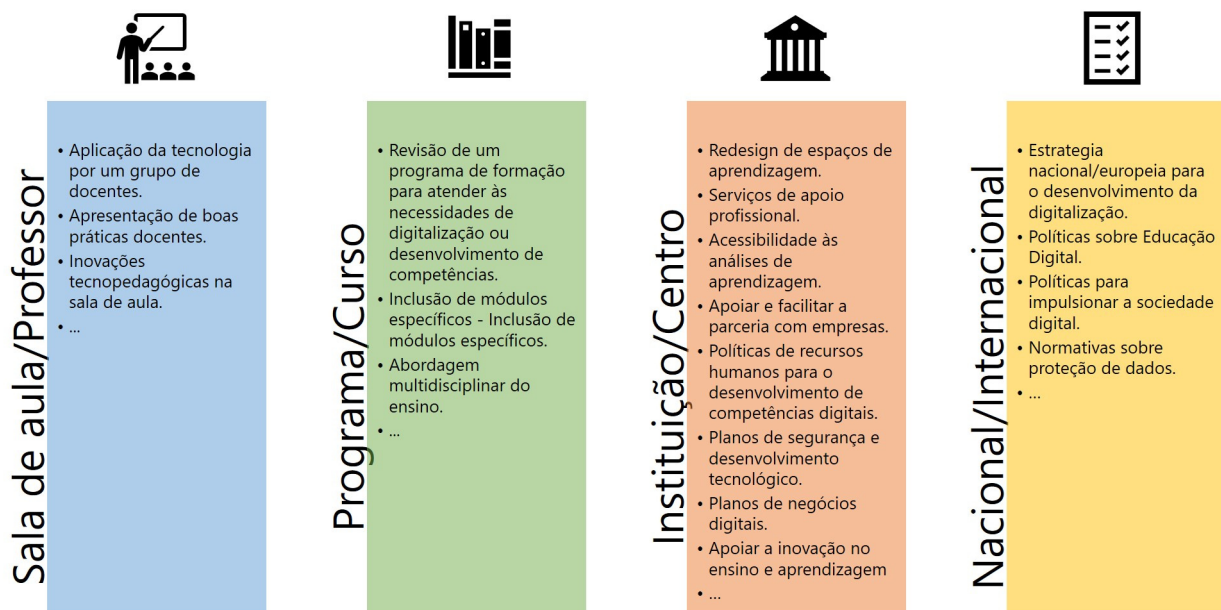 Sala de aula/Professor
• Aplicação da tecnologia
por um grupo de
docentes.
• Apresentação de boas
práticas docentes.
• Inovações
tecnopedagógicas na
sala de aula.
• ...
Programa/Curso
• Revisão de um
programa de formação
para atender às
necessidades de
digitalização ou
desenvolvimento de
competências.
• Inclusão de módulos
específicos - Inclusão de
módulos específicos.
• Abordagem
multidisciplinar do
ensino.
• ...
Instituição/Centro
• Redesign de espaços de
aprendizagem.
• Serviços de apoio
profissional.
• Acessibilidade às
análises de
aprendizagem.
• Apoiar e facilitar a
parceria com empresas.
• Políticas de recursos
humanos para o
desenvolvimento de
competências digitais.
• Planos de segurança e
desenvolvimento
tecnológico.
• Planos de negócios
digitais.
• Apoiar a inovação no
ensino e aprendizagem
• ...
Nacional/Internacional
• Estrategia
nacional/europeia para
o desenvolvimento da
digitalização.
• Políticas sobre Educação
Digital.
• Políticas para
impulsionar a sociedade
digital.
• Normativas sobre
proteção de dados.
• ...